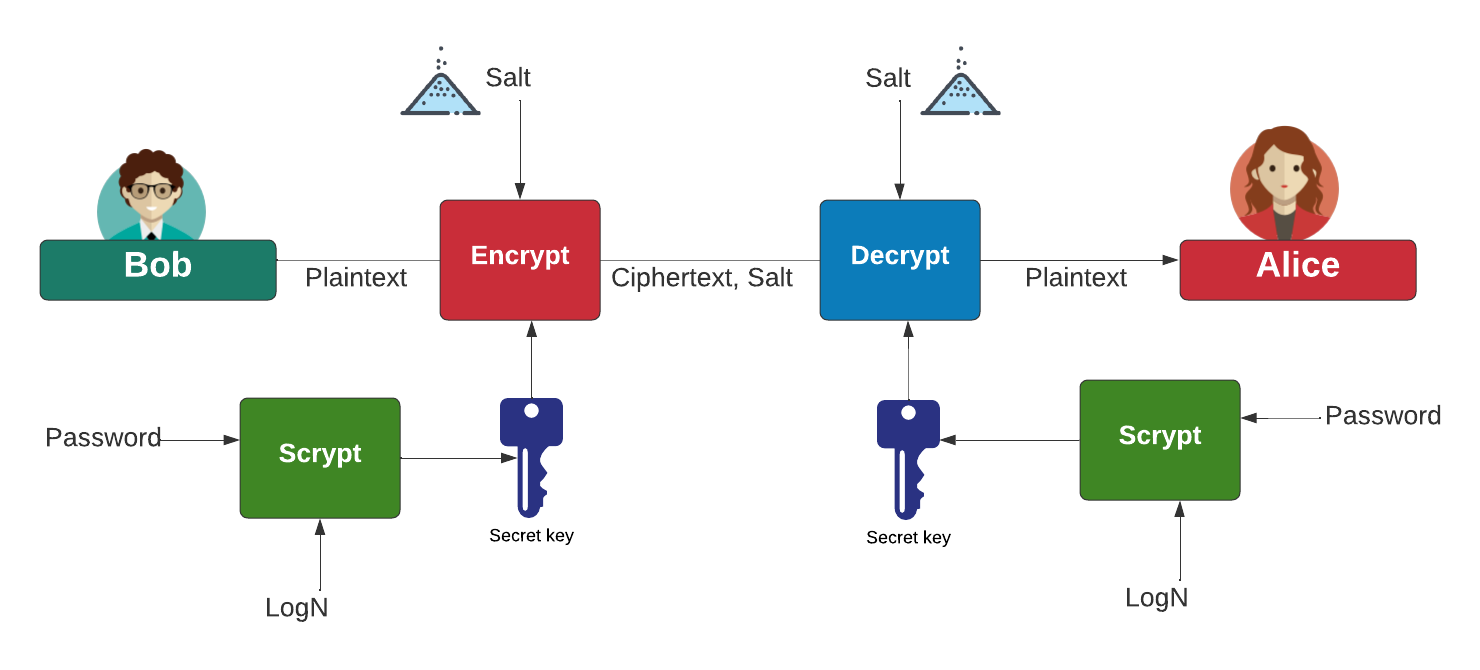 Salt
Salt
Bob
Plaintext
Encrypt
Ciphertext, Salt
Decrypt
Plaintext
Alice
Password
Scrypt
Secret key
LogN
Secret key
Scrypt
Password
LogN